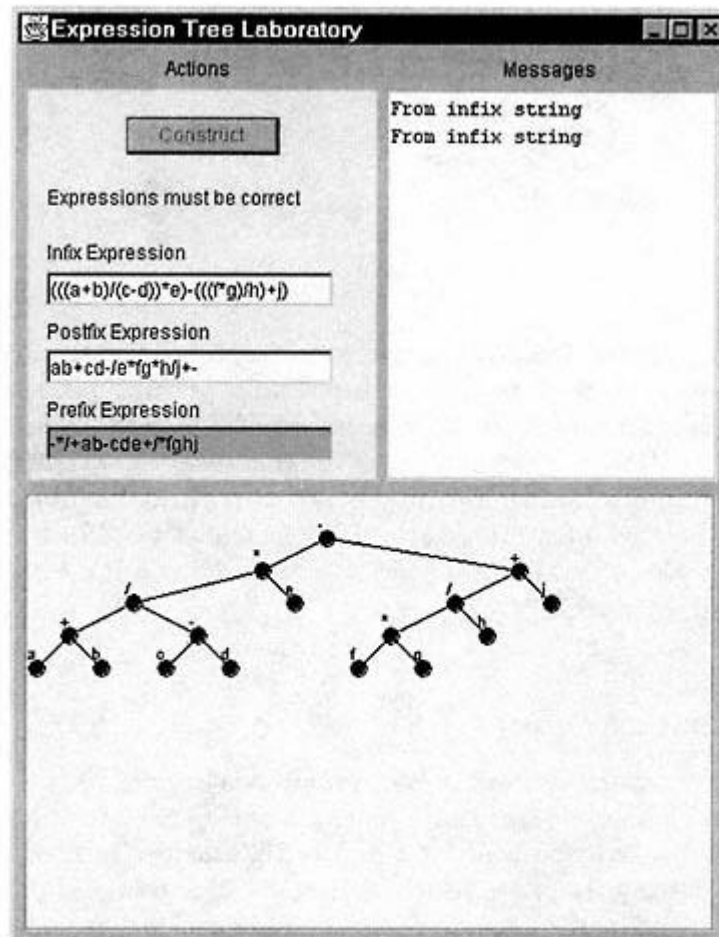 Expression Tree Laboratory
Actions
Messages
Construct
From infix string
From infix string
Expressions must be correct
Infix Expression
(((a+b)/(c-d))*e)-(((f*g)/h)+j)
Postfix Expression
ab+cd-/e*fg*h/j+-
Prefix Expression
-*/+ab-cde+/*fghj
-
* +
/ e / j
+ - * h
a b c d f g